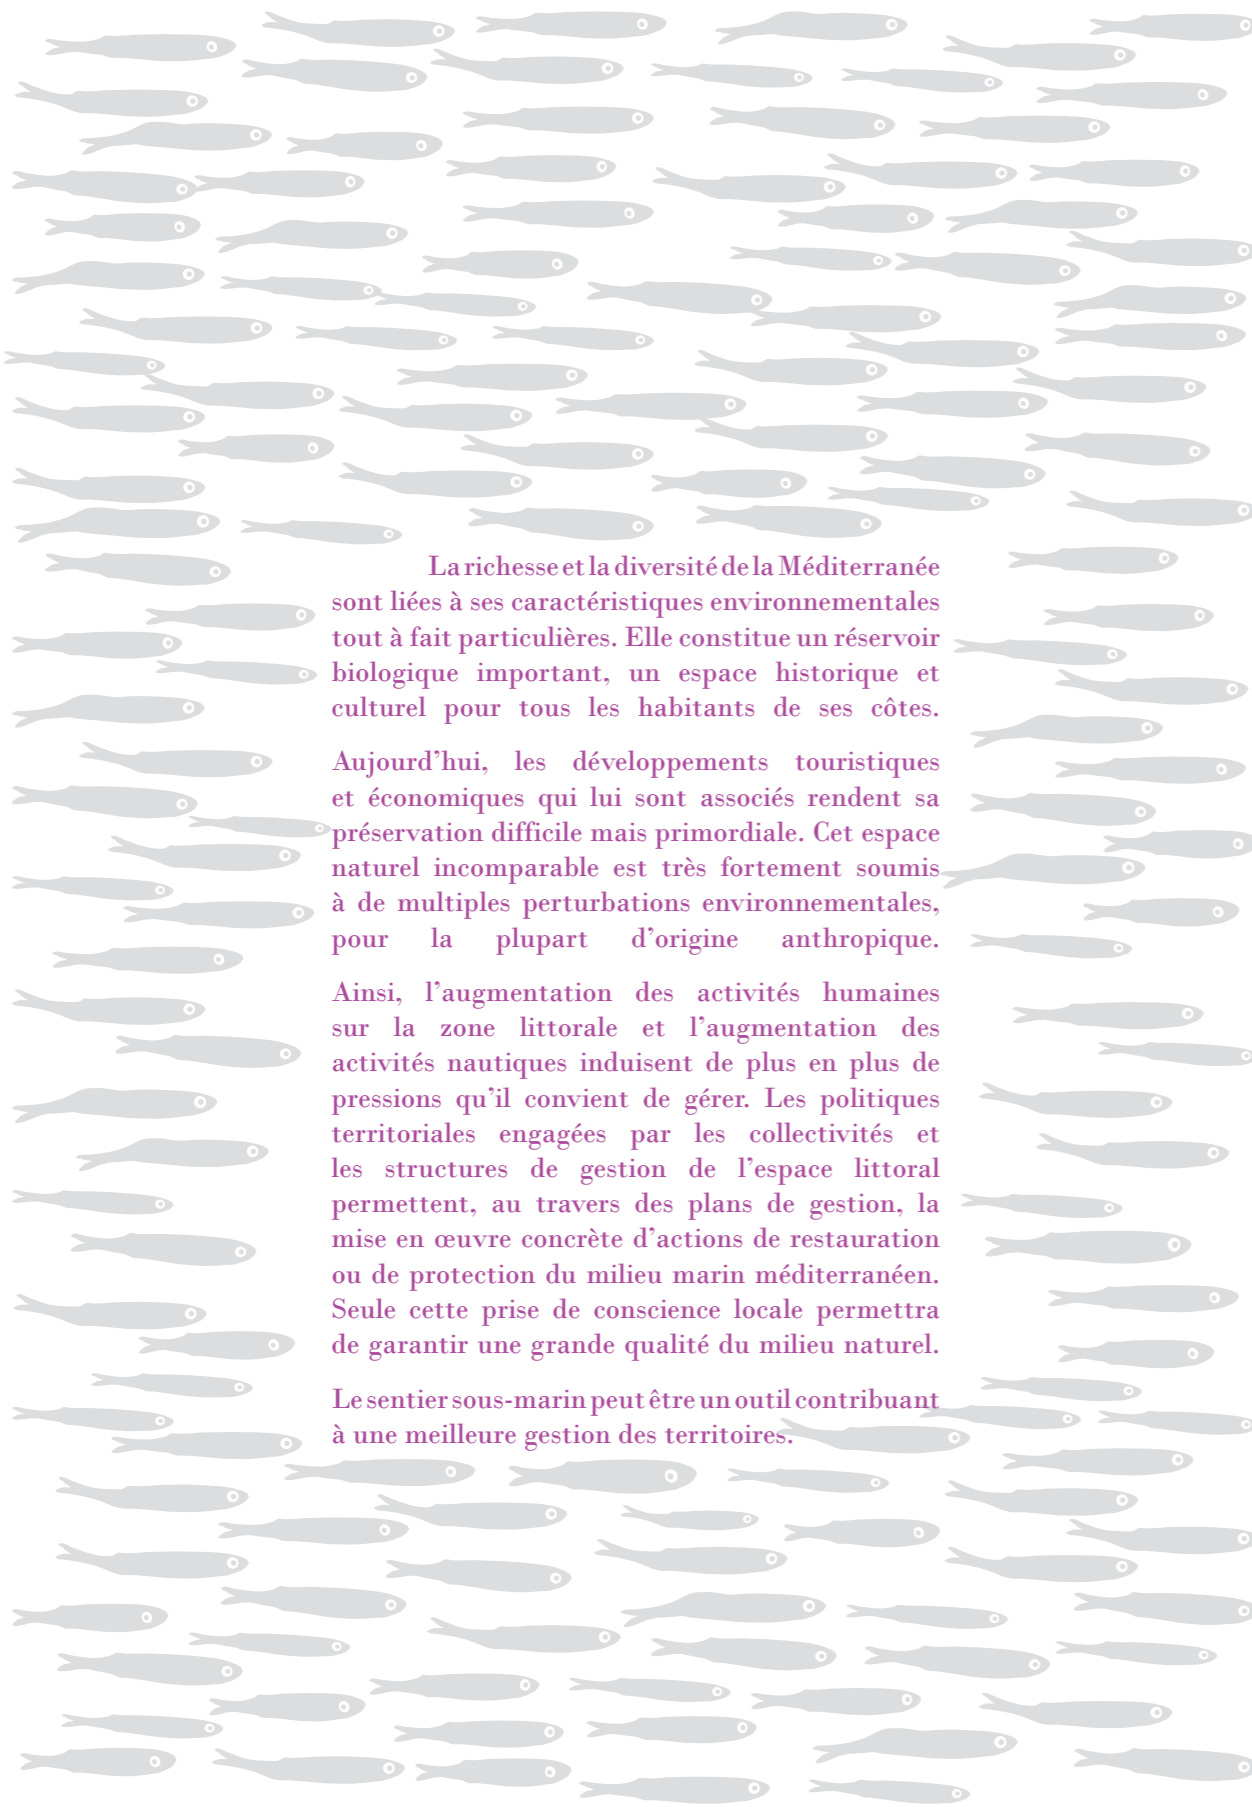 La richesse et la diversité de la Méditerranée
sont liées à ses caractéristiques environnementales
tout à fait particulières. Elle constitue un réservoir
biologique important, un espace historique et
culturel pour tous les habitants de ses côtes.
Aujourd’hui, les développements touristiques
et économiques qui lui sont associés rendent sa
préservation difficile mais primordiale. Cet espace
naturel incomparable est très fortement soumis
à de multiples perturbations environnementales,
pour la plupart d’origine anthropique.
Ainsi, l’augmentation des activités humaines
sur la zone littorale et l’augmentation des
activités nautiques induisent de plus en plus de
pressions qu’il convient de gérer. Les politiques
territoriales engagées par les collectivités et
les structures de gestion de l’espace littoral
permettent, au travers des plans de gestion, la
mise en œuvre concrète d’actions de restauration
ou de protection du milieu marin méditerranéen.
Seule cette prise de conscience locale permettra
de garantir une grande qualité du milieu naturel.
Le sentier sous-marin peut être un outil contribuant
à une meilleure gestion des territoires.